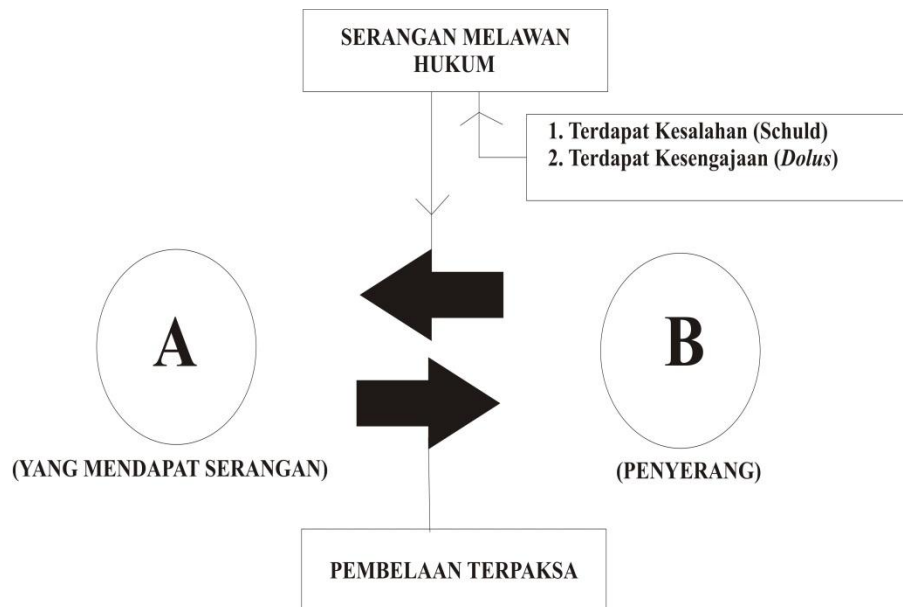 SERANGAN MELAWAN
HUKUM
1. Terdapat Kesalahan (Schuld)
2. Terdapat Kesengajaan (Dolus)
A
B
(YANG MENDAPAT SERANGAN)
(PENYERANG)
PEMBELAAN TERPAKSA